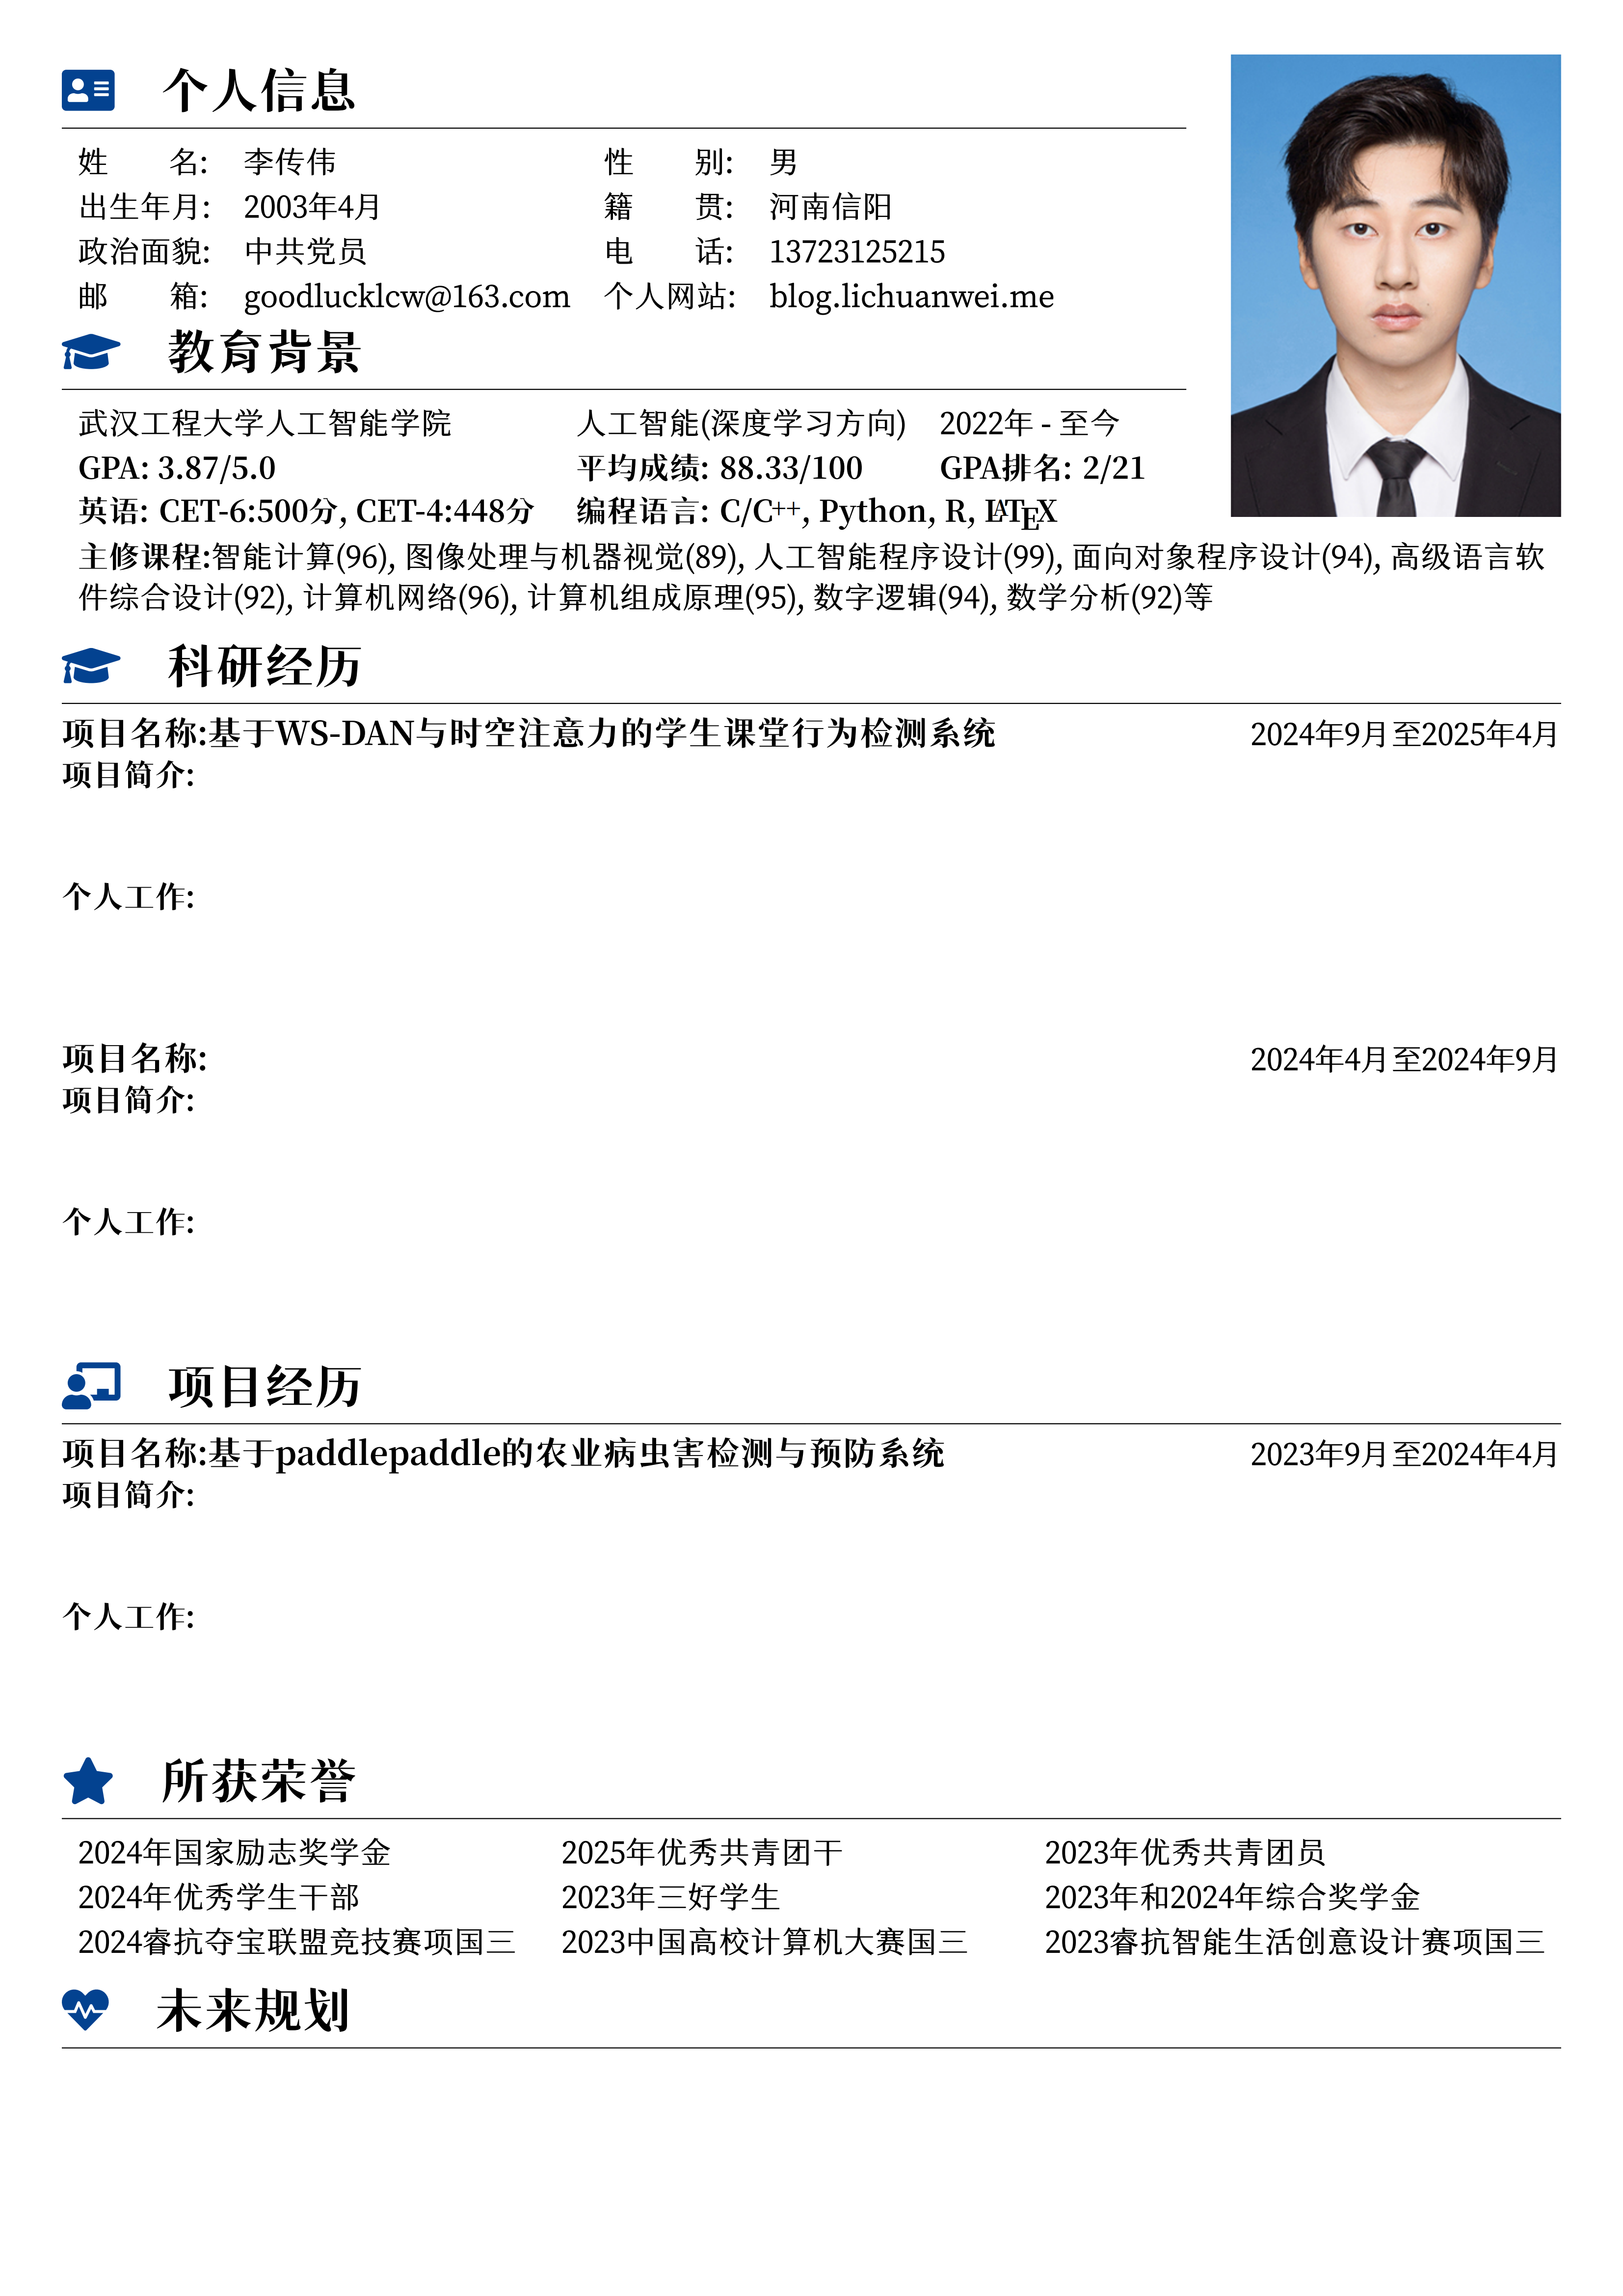 个人信息
姓 名: 李传伟 性 别: 男
出生年月: 2003年4月 籍 贯: 河南信阳
政治面貌: 中共党员 电 话: 13723125215
邮 箱: goodlucklcw@163.com 个人网站: blog.lichuanwei.me
教育背景
武汉工程大学人工智能学院 人工智能(深度学习方向) 2022年 - 至今
GPA: 3.87/5.0 平均成绩: 88.33/100 GPA排名: 2/21
英语: CET-6:500分, CET-4:448分 编程语言: C/C++, Python, R, LATEX
主修课程:智能计算(96), 图像处理与机器视觉(89), 人工智能程序设计(99), 面向对象程序设计(94), 高级语言软
件综合设计(92), 计算机网络(96), 计算机组成原理(95), 数字逻辑(94), 数学分析(92)等
科研经历
项目名称:基于WS-DAN与时空注意力的学生课堂行为检测系统 2024年9月至2025年4月
项目简介:
个人工作:
项目名称: 2024年4月至2024年9月
项目简介:
个人工作:
项目经历
项目名称:基于paddlepaddle的农业病虫害检测与预防系统 2023年9月至2024年4月
项目简介:
个人工作:
所获荣誉
2024年国家励志奖学金 2025年优秀共青团干 2023年优秀共青团员
2024年优秀学生干部 2023年三好学生 2023年和2024年综合奖学金
2024睿抗夺宝联盟竞技赛项国三 2023中国高校计算机大赛国三 2023睿抗智能生活创意设计赛项国三
未来规划